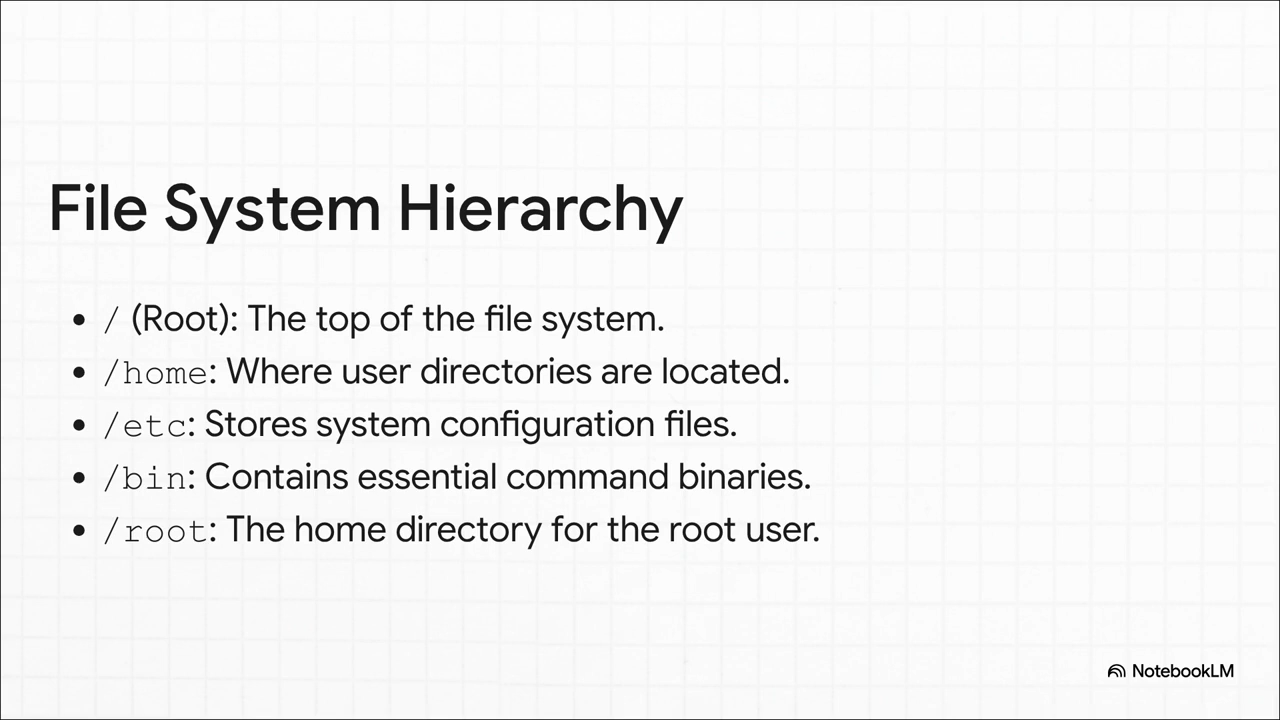 File System Hierarchy
• / (Root): The top of the file system.
• /home: Where user directories are located.
• /etc: Stores system configuration files.
• /bin: Contains essential command binaries.
• /root: The home directory for the root user.
NotebookLM